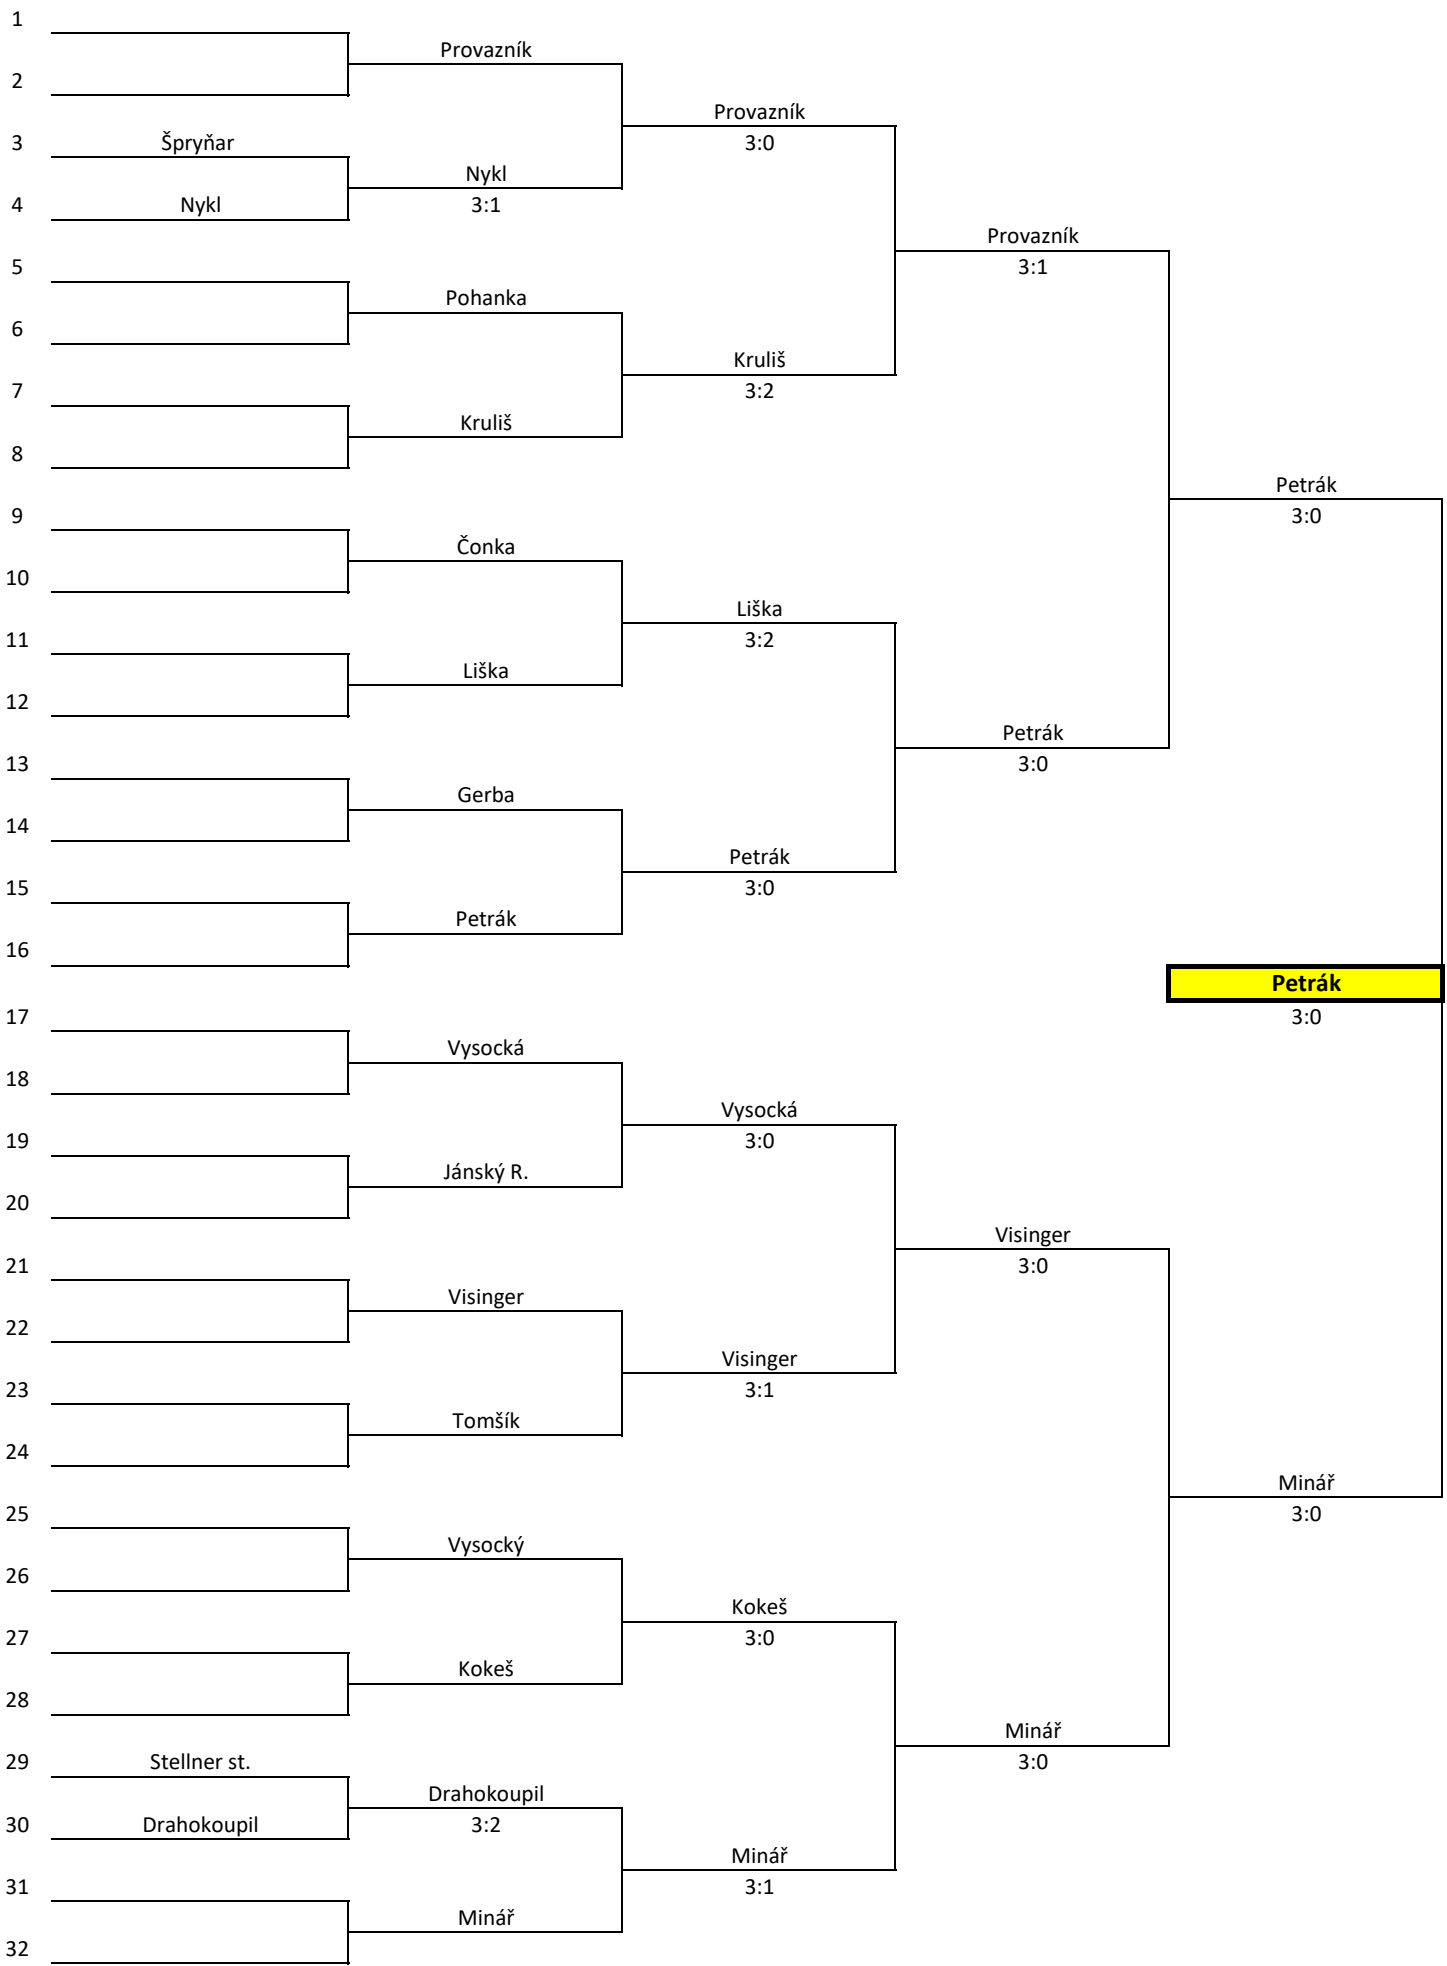 1
Provazník
2
Provazník
3 Špryňar 3:0
Nykl
4 Nykl 3:1
Provazník
5 3:1
Pohanka
6
Kruliš
7 3:2
Kruliš
8
Petrák
9 3:0
Čonka
10
Liška
11 3:2
Liška
12
Petrák
13 3:0
Gerba
14
Petrák
15 3:0
Petrák
16
Petrák
17 3:0
Vysocká
18
Vysocká
19 3:0
Jánský R.
20
Visinger
21 3:0
Visinger
22
Visinger
23 3:1
Tomšík
24
Minář
25 3:0
Vysocký
26
Kokeš
27 3:0
Kokeš
28
Minář
29 Stellner st. 3:0
Drahokoupil
30 Drahokoupil 3:2
Minář
31 3:1
Minář
32